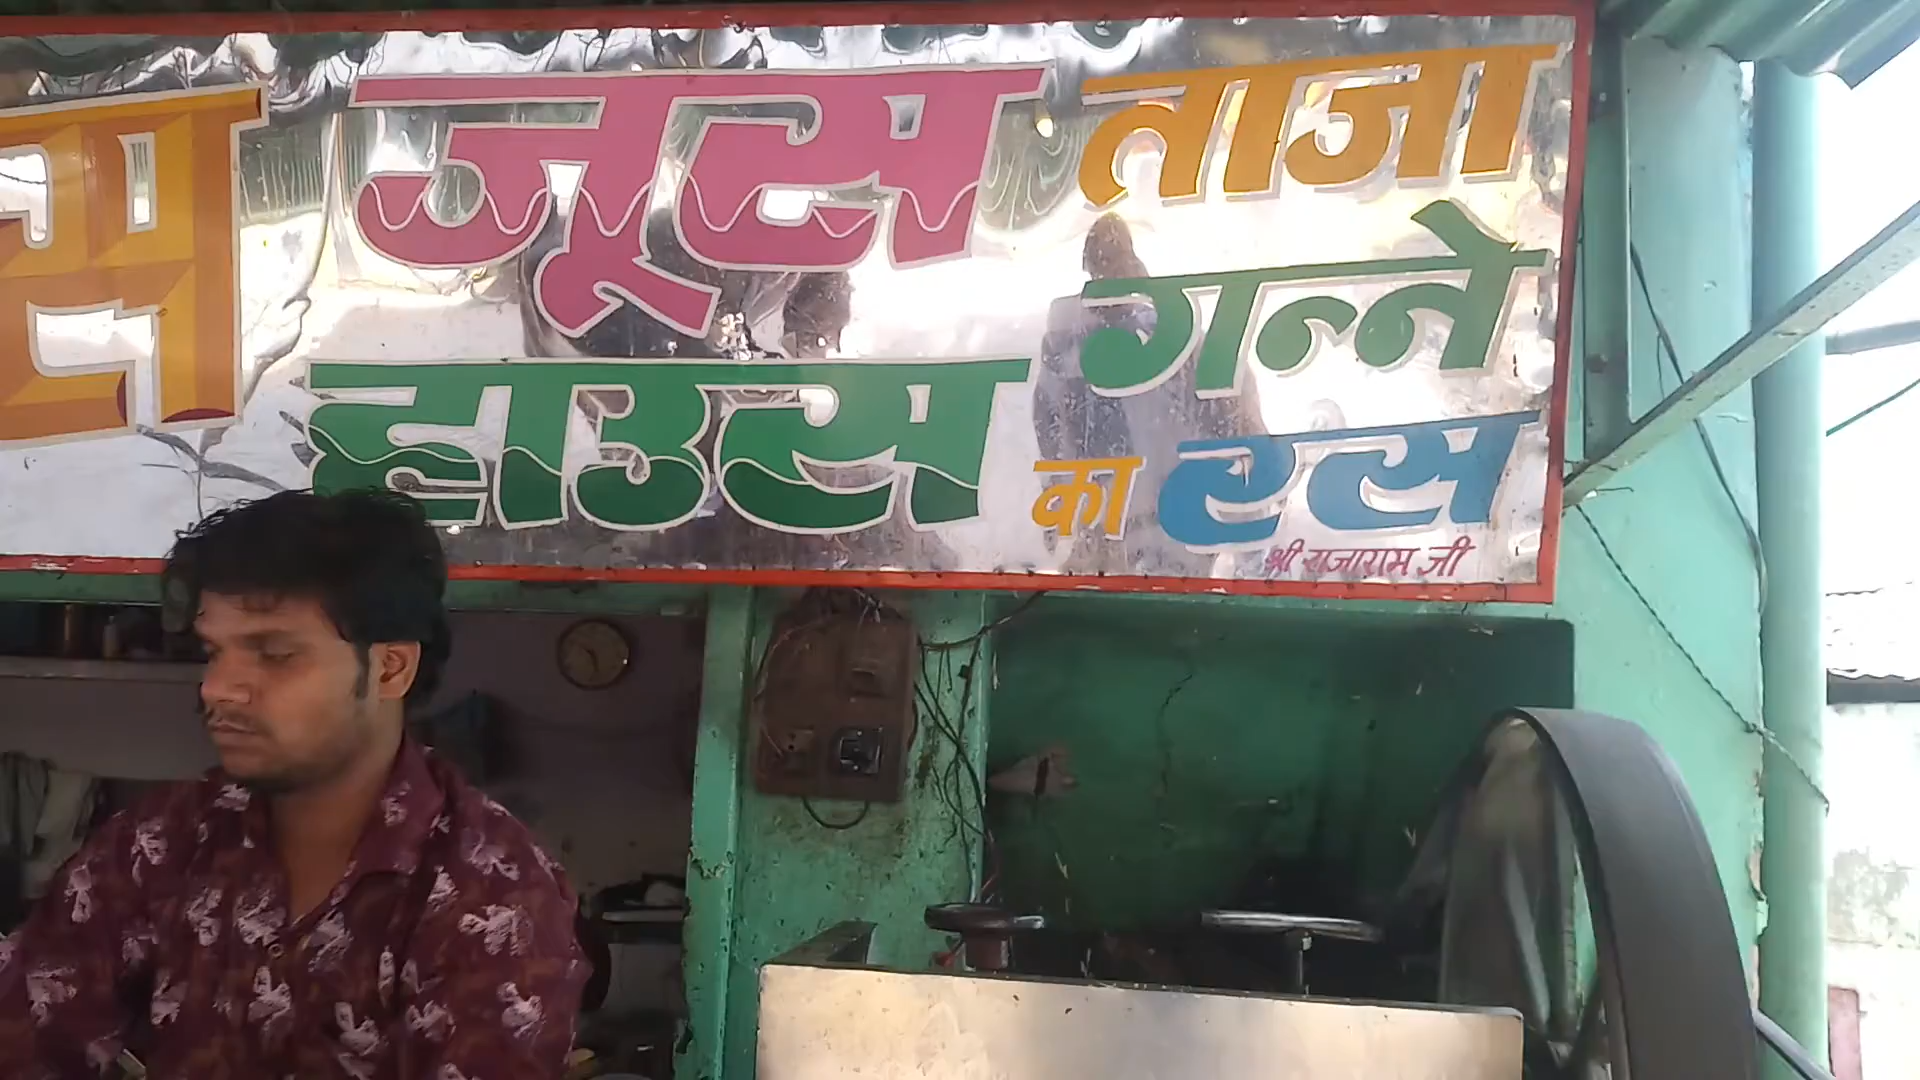 जूस
हाउस
ताजा
गन्ने
का रस
श्री राजाराम जी